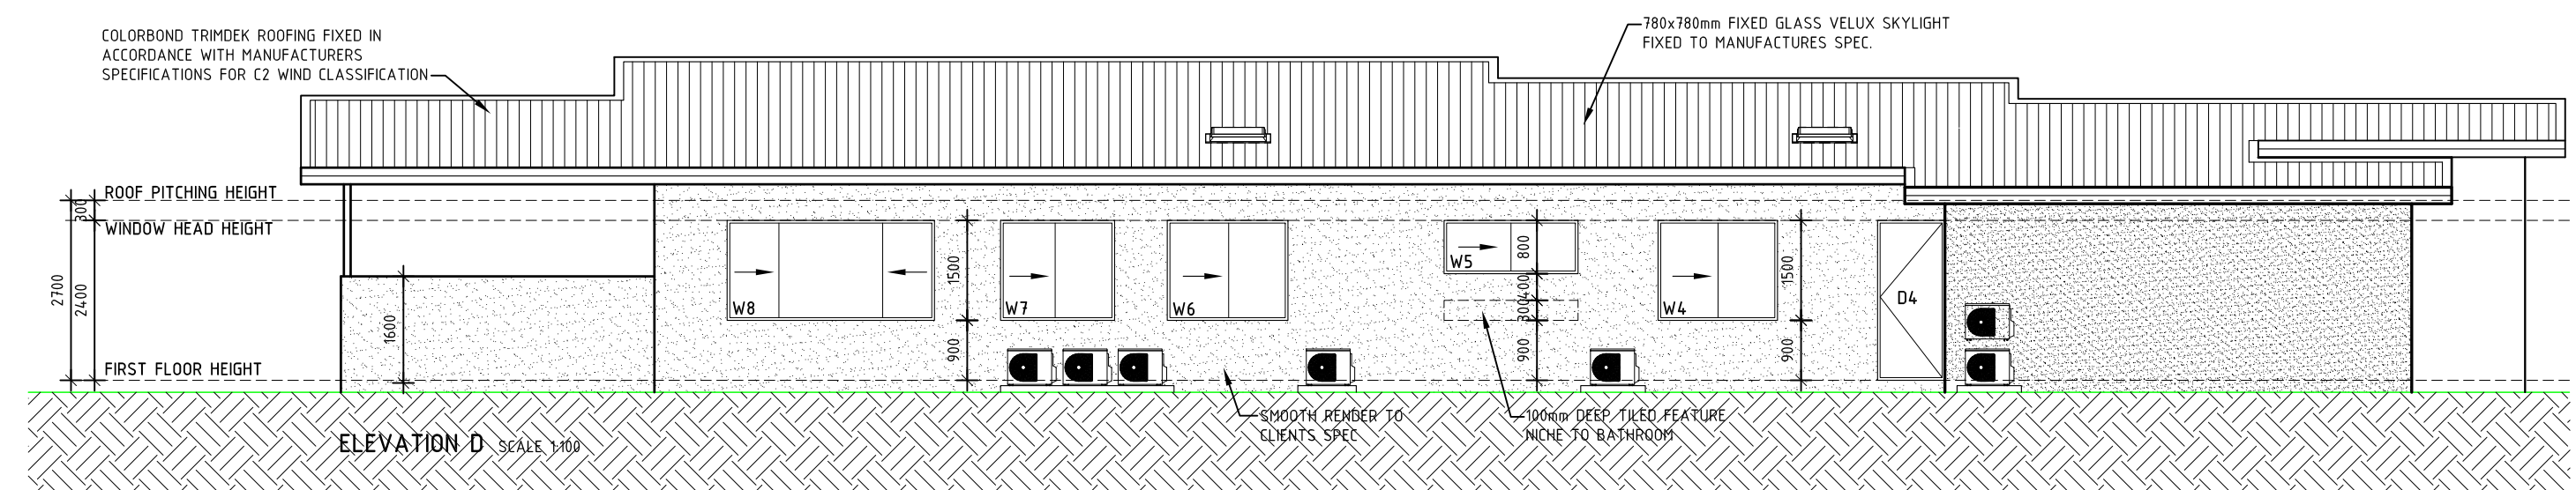 COLORBOND TRIMDEK ROOFING FIXED IN
ACCORDANCE WITH MANUFACTURERS
SPECIFICATIONS FOR C2 WIND CLASSIFICATION
780x780mm FIXED GLASS VELUX SKYLIGHT
FIXED TO MANUFACTURES SPEC.
ROOF PITCHING HEIGHT
300
WINDOW HEAD HEIGHT
2700
2400
FIRST FLOOR HEIGHT
1600
W8
1500
900
W7
W6
W5
800
400
300
900
W4
1500
900
D4
SMOOTH RENDER TO
CLIENTS SPEC
100mm DEEP TILED FEATURE
NICHE TO BATHROOM
ELEVATION D SCALE 1:100